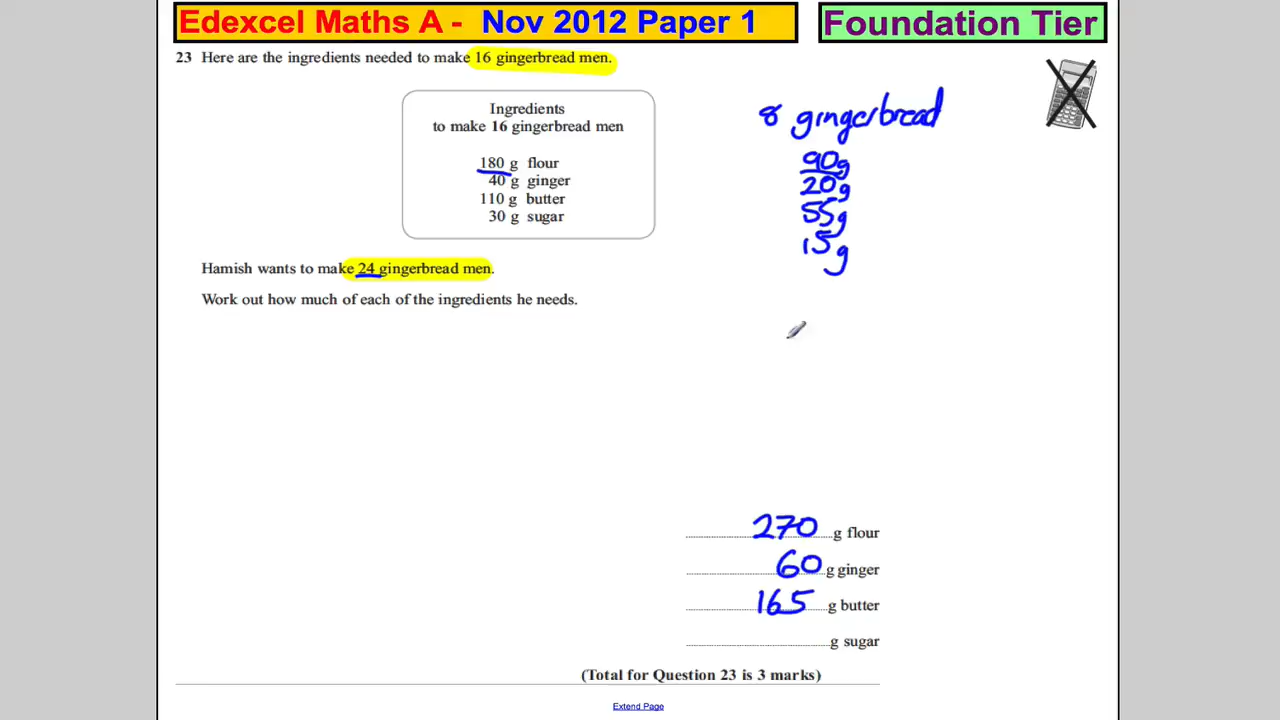 Edexcel Maths A - Nov 2012 Paper 1
Foundation Tier
23 Here are the ingredients needed to make 16 gingerbread men.
Ingredients
to make 16 gingerbread men
180 g flour
40 g ginger
110 g butter
30 g sugar
8 gingerbread
90g
20g
55g
15g
Hamish wants to make 24 gingerbread men.
Work out how much of each of the ingredients he needs.
270 g flour
60 g ginger
165 g butter
g sugar
(Total for Question 23 is 3 marks)
Extend Page